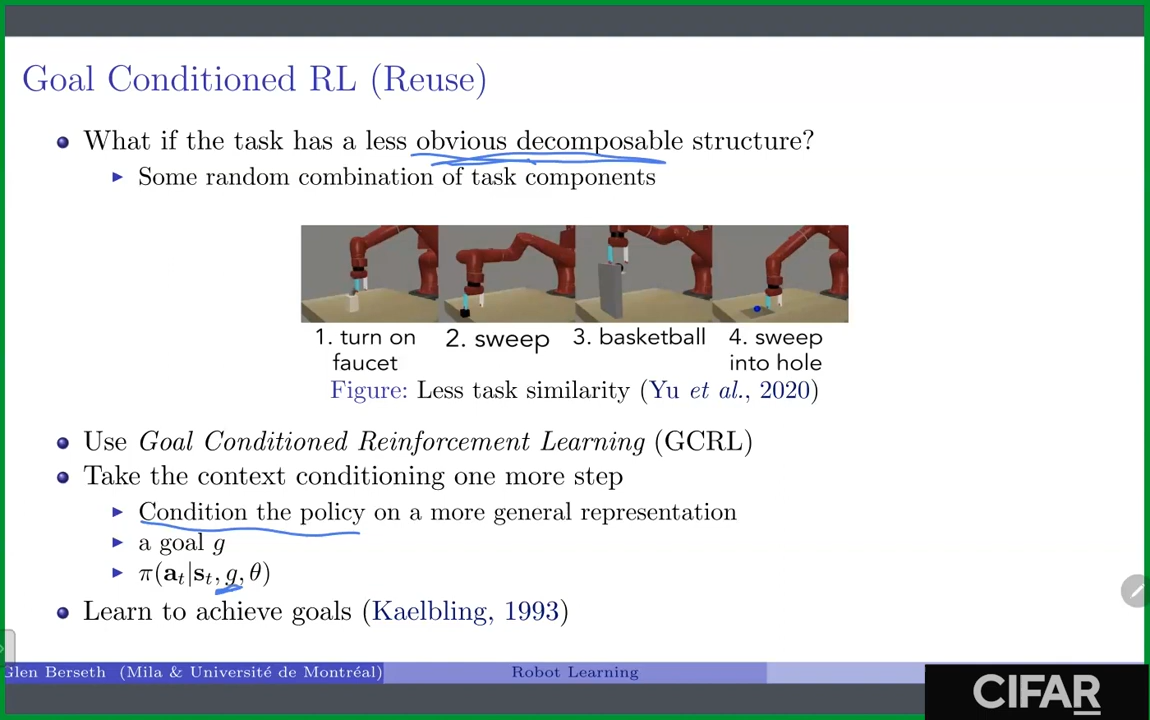 Goal Conditioned RL (Reuse)
What if the task has a less obvious decomposable structure?
Some random combination of task components
1. turn on faucet
2. sweep
3. basketball
4. sweep into hole
Figure: Less task similarity (Yu et al., 2020)
Use Goal Conditioned Reinforcement Learning (GCRL)
Take the context conditioning one more step
Condition the policy on a more general representation
a goal g
π(aₜ|sₜ, g, θ)
Learn to achieve goals (Kaelbling, 1993)
Glen Berseth (Mila & Université de Montréal)
Robot Learning
CIFAR